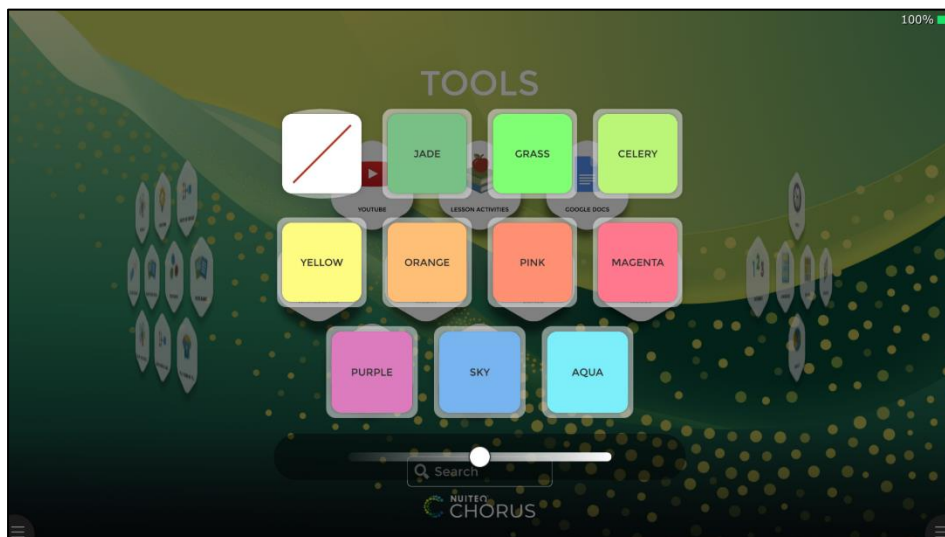 100%
TOOLS
JADE
GRASS
CELERY
YOUTUBE
LESSON ACTIVITIES
GOOGLE DOCS
YELLOW
ORANGE
PINK
MAGENTA
PURPLE
SKY
AQUA
Search
NUITEQ
CHORUS